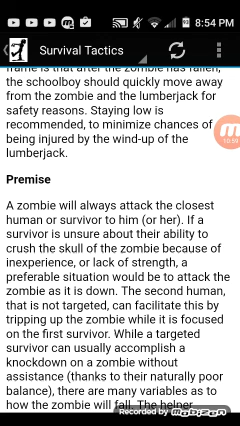 8:54 PM
Survival Tactics
frame is that after the zombie has fallen,
the schoolboy should quickly move away
from the zombie and the lumberjack for
safety reasons. Staying low is
recommended, to minimize chances of
being injured by the wind-up of the
lumberjack.
Premise
A zombie will always attack the closest
human or survivor to him (or her). If a
survivor is unsure about their ability to
crush the skull of the zombie because of
inexperience, or lack of strength, a
preferable situation would be to attack the
zombie as it is down. The second human,
that is not targeted, can facilitate this by
tripping up the zombie while it is focused
on the first survivor. While a targeted
survivor can usually accomplish a
knockdown on a zombie without
assistance (thanks to their naturally poor
balance), there are many variables as to
how the zombie will fall. The helper
Recorded by mobizen